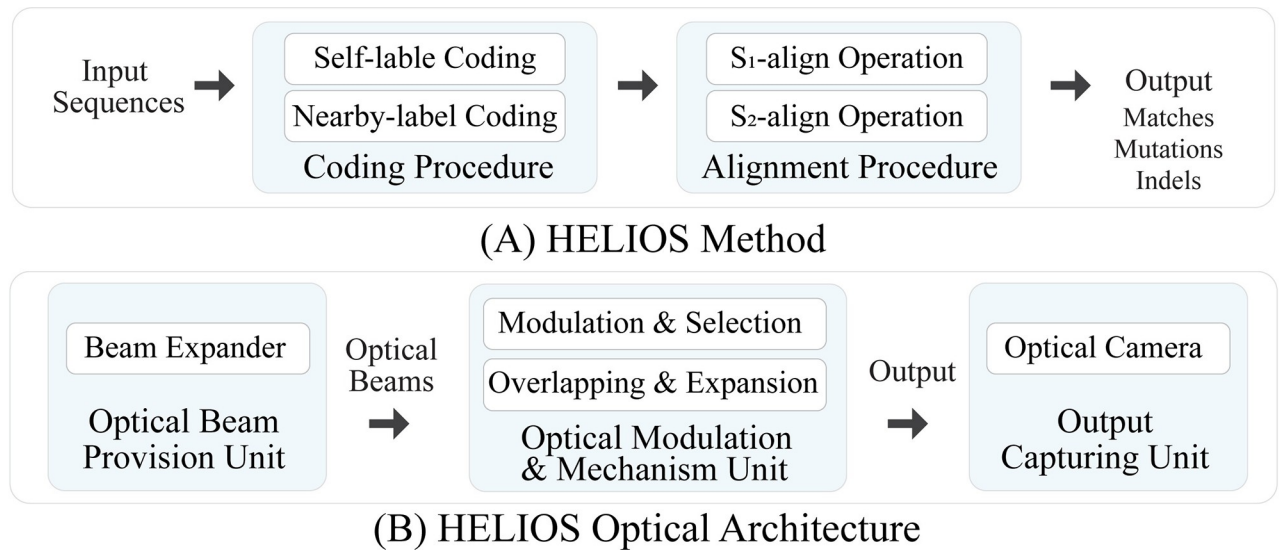 Input
Sequences
Self-lable Coding
Nearby-label Coding
Coding Procedure
S₁-align Operation
S₂-align Operation
Alignment Procedure
Output
Matches
Mutations
Indels
(A) HELIOS Method
Beam Expander
Optical Beam
Provision Unit
Optical
Beams
Modulation & Selection
Overlapping & Expansion
Optical Modulation
& Mechanism Unit
Output
Optical Camera
Output
Capturing Unit
(B) HELIOS Optical Architecture